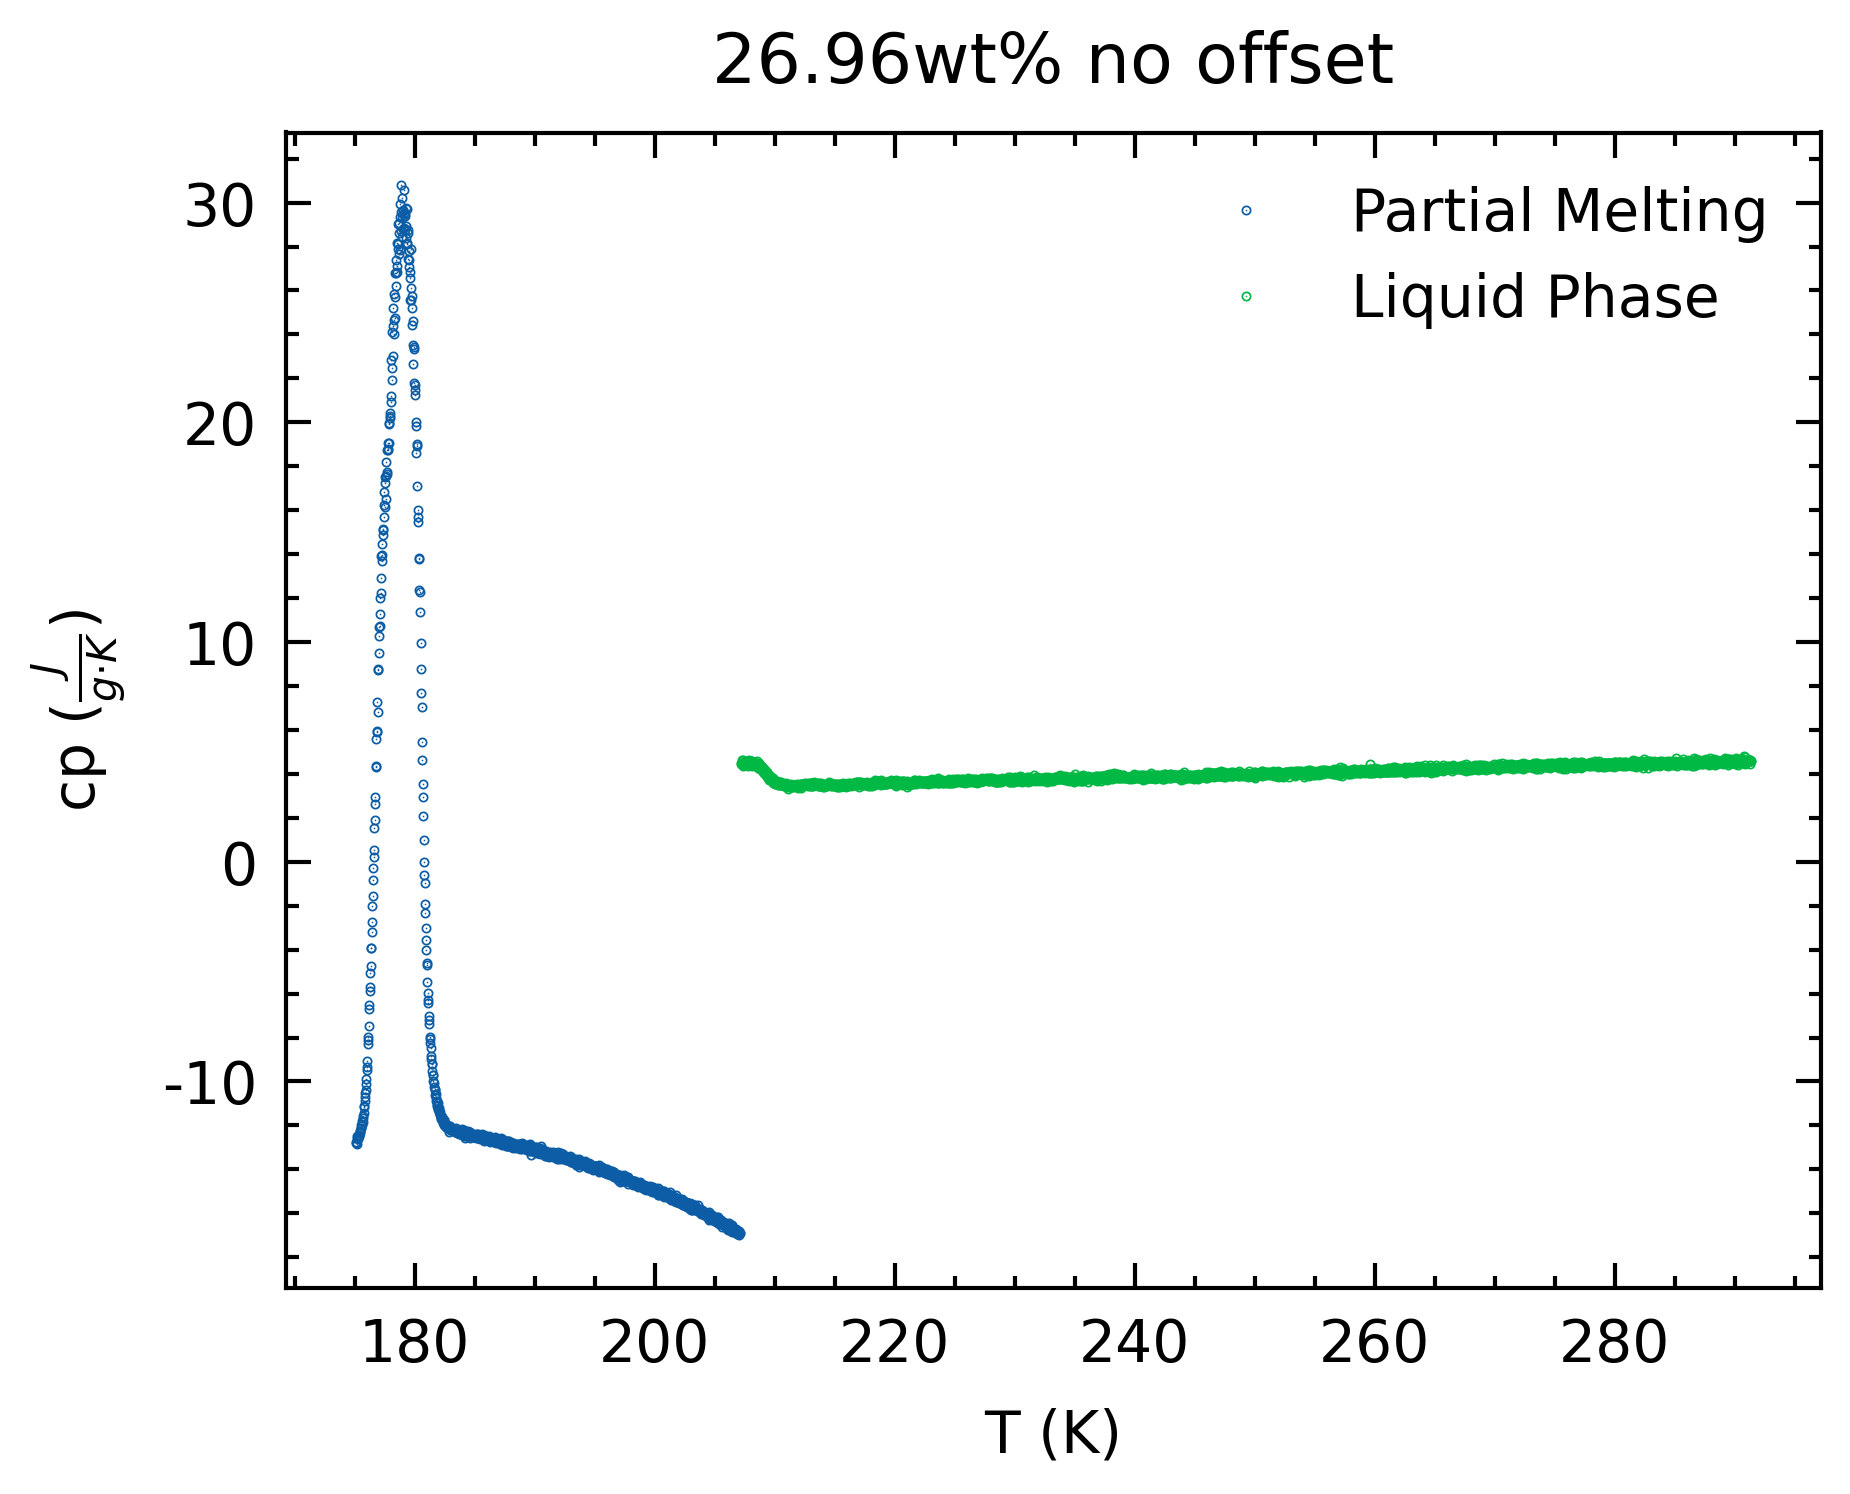 26.96wt% no offset
30
20
10
0
-10
cp (J/g·K)
Partial Melting
Liquid Phase
180 200 220 240 260 280
T (K)